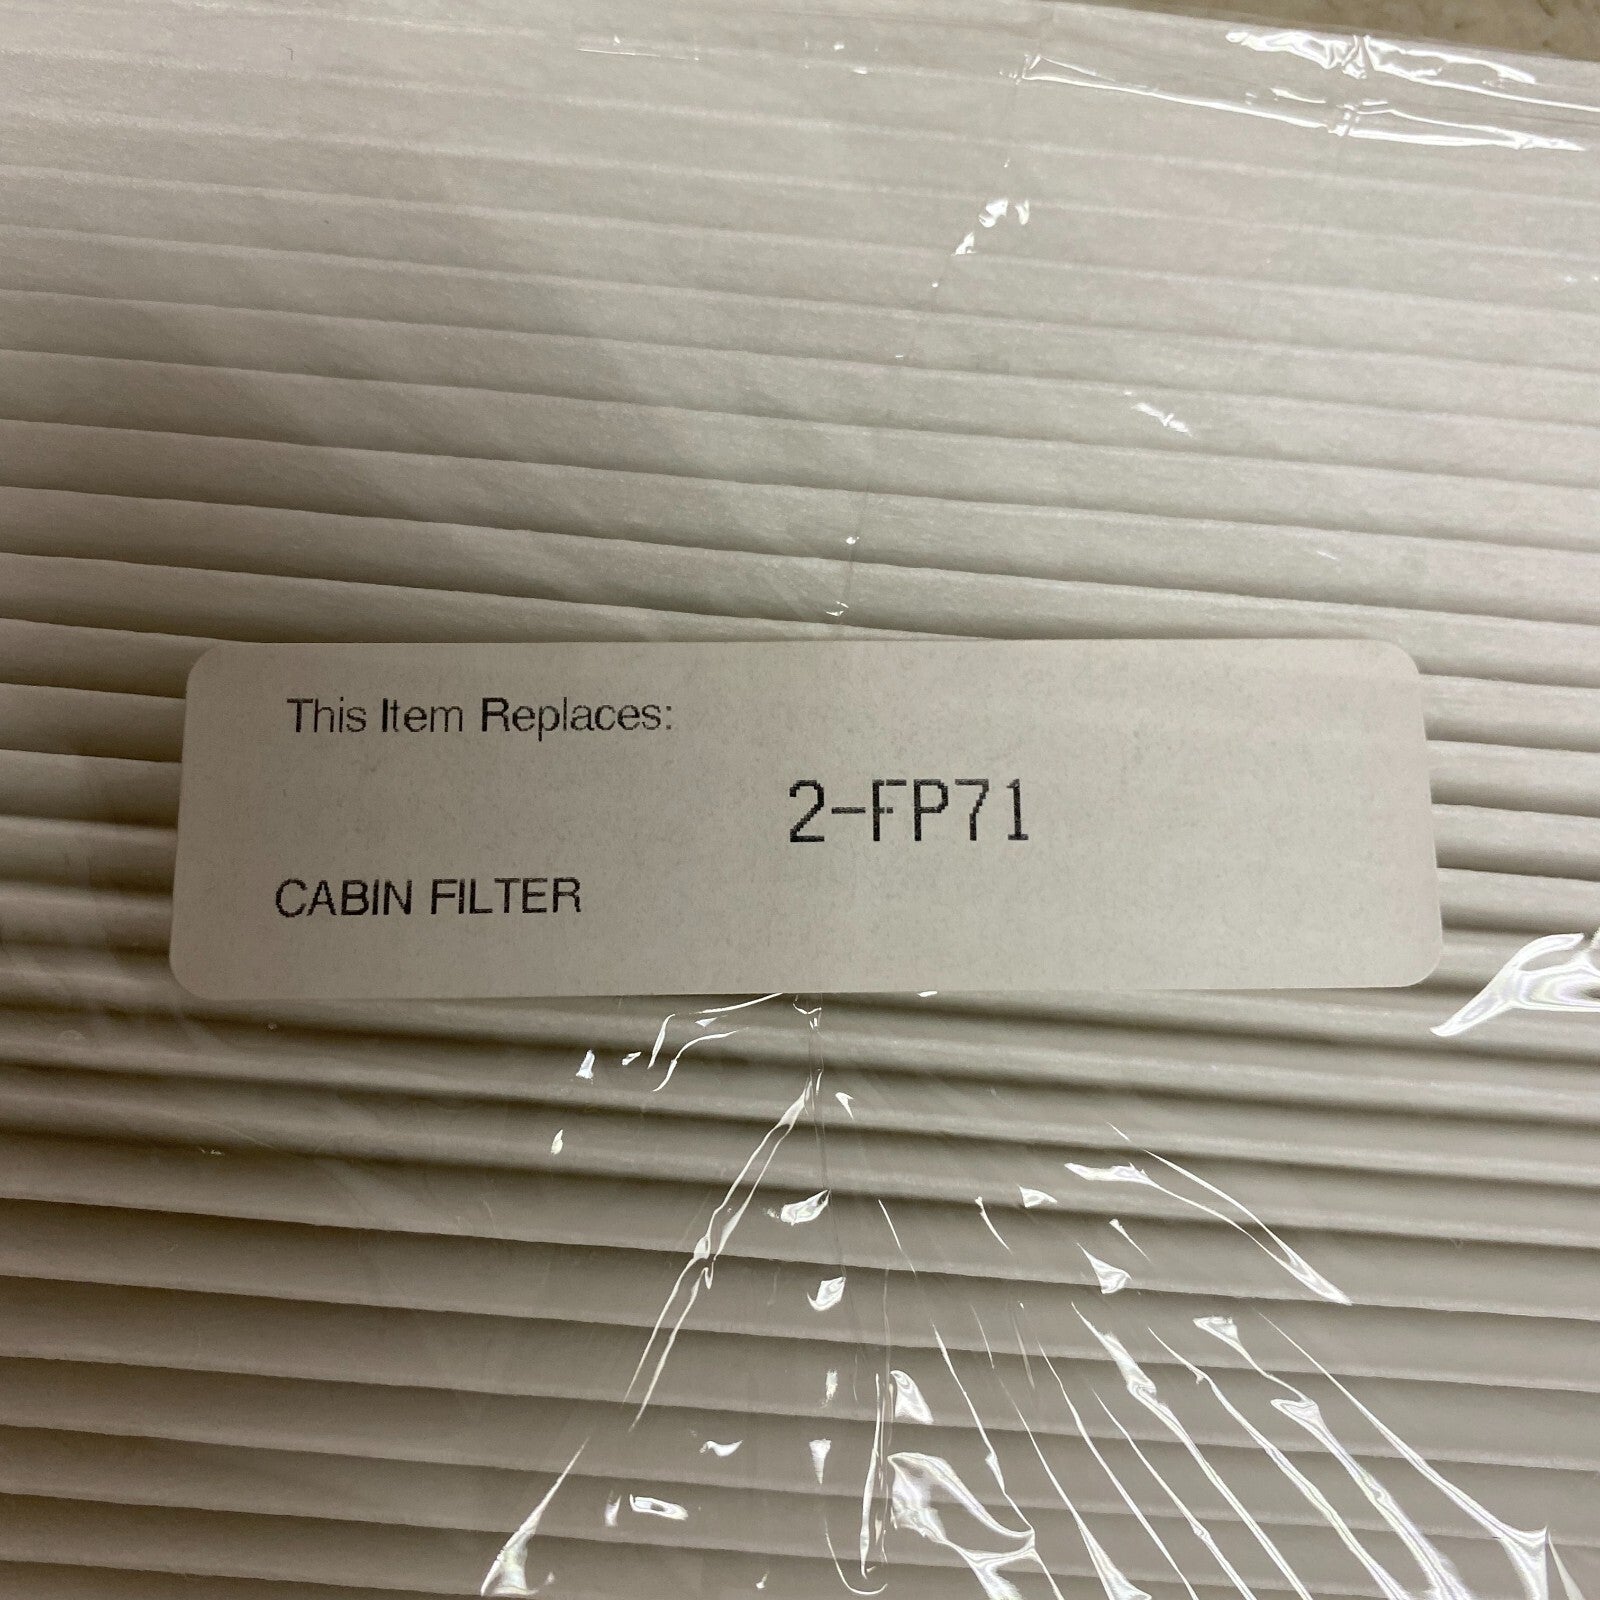 This Item Replaces:
2-FP71
CABIN FILTER